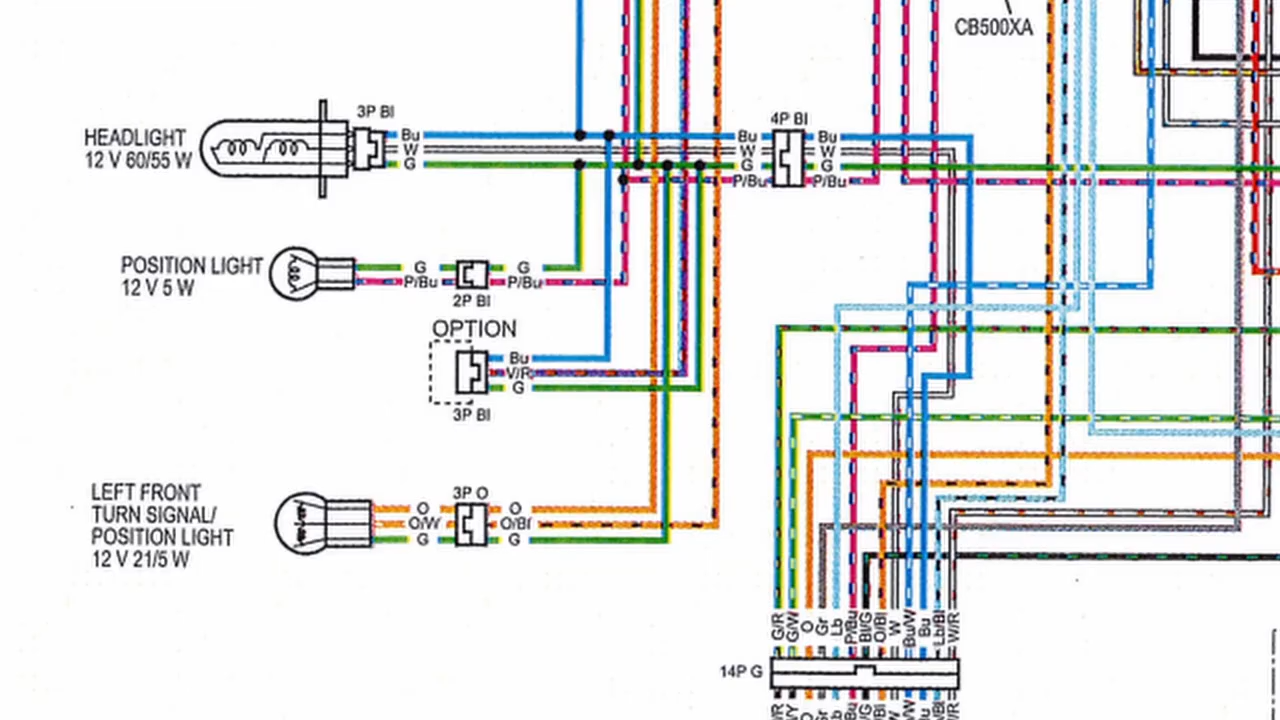 CB500XA
HEADLIGHT
12 V 60/55 W
3P Bl
Bu
W
G
4P Bl
Bu
W
G
P/Bu
Bu
W
G
P/Bu
POSITION LIGHT
12 V 5 W
G
P/Bu
2P Bl
G
P/Bu
OPTION
Bu
V/R
G
3P Bl
LEFT FRONT
TURN SIGNAL/
POSITION LIGHT
12 V 21/5 W
O
O/W
G
3P O
O
O/Bl
G
G/R
G/W
O
Gr
Lb
P/Bu
Bl/G
O/Bl
W
Bu/W
Bu
Lb/Bl
W/R
14P G